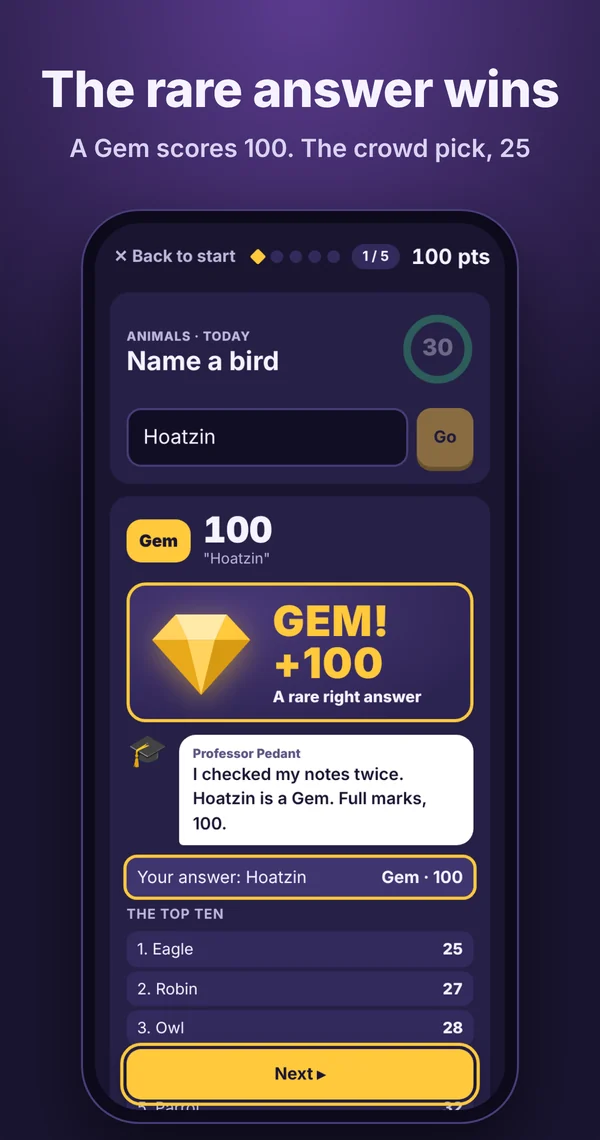 The rare answer wins
A Gem scores 100. The crowd pick, 25
✕ Back to start 1 / 5 100 pts
ANIMALS · TODAY
Name a bird
30
Hoatzin
Go
Gem
100
"Hoatzin"
GEM!
+100
A rare right answer
Professor Pedant
I checked my notes twice.
Hoatzin is a Gem. Full marks,
100.
Your answer: Hoatzin Gem · 100
THE TOP TEN
1. Eagle 25
2. Robin 27
3. Owl 28
Next ▸
5. Parrot 32